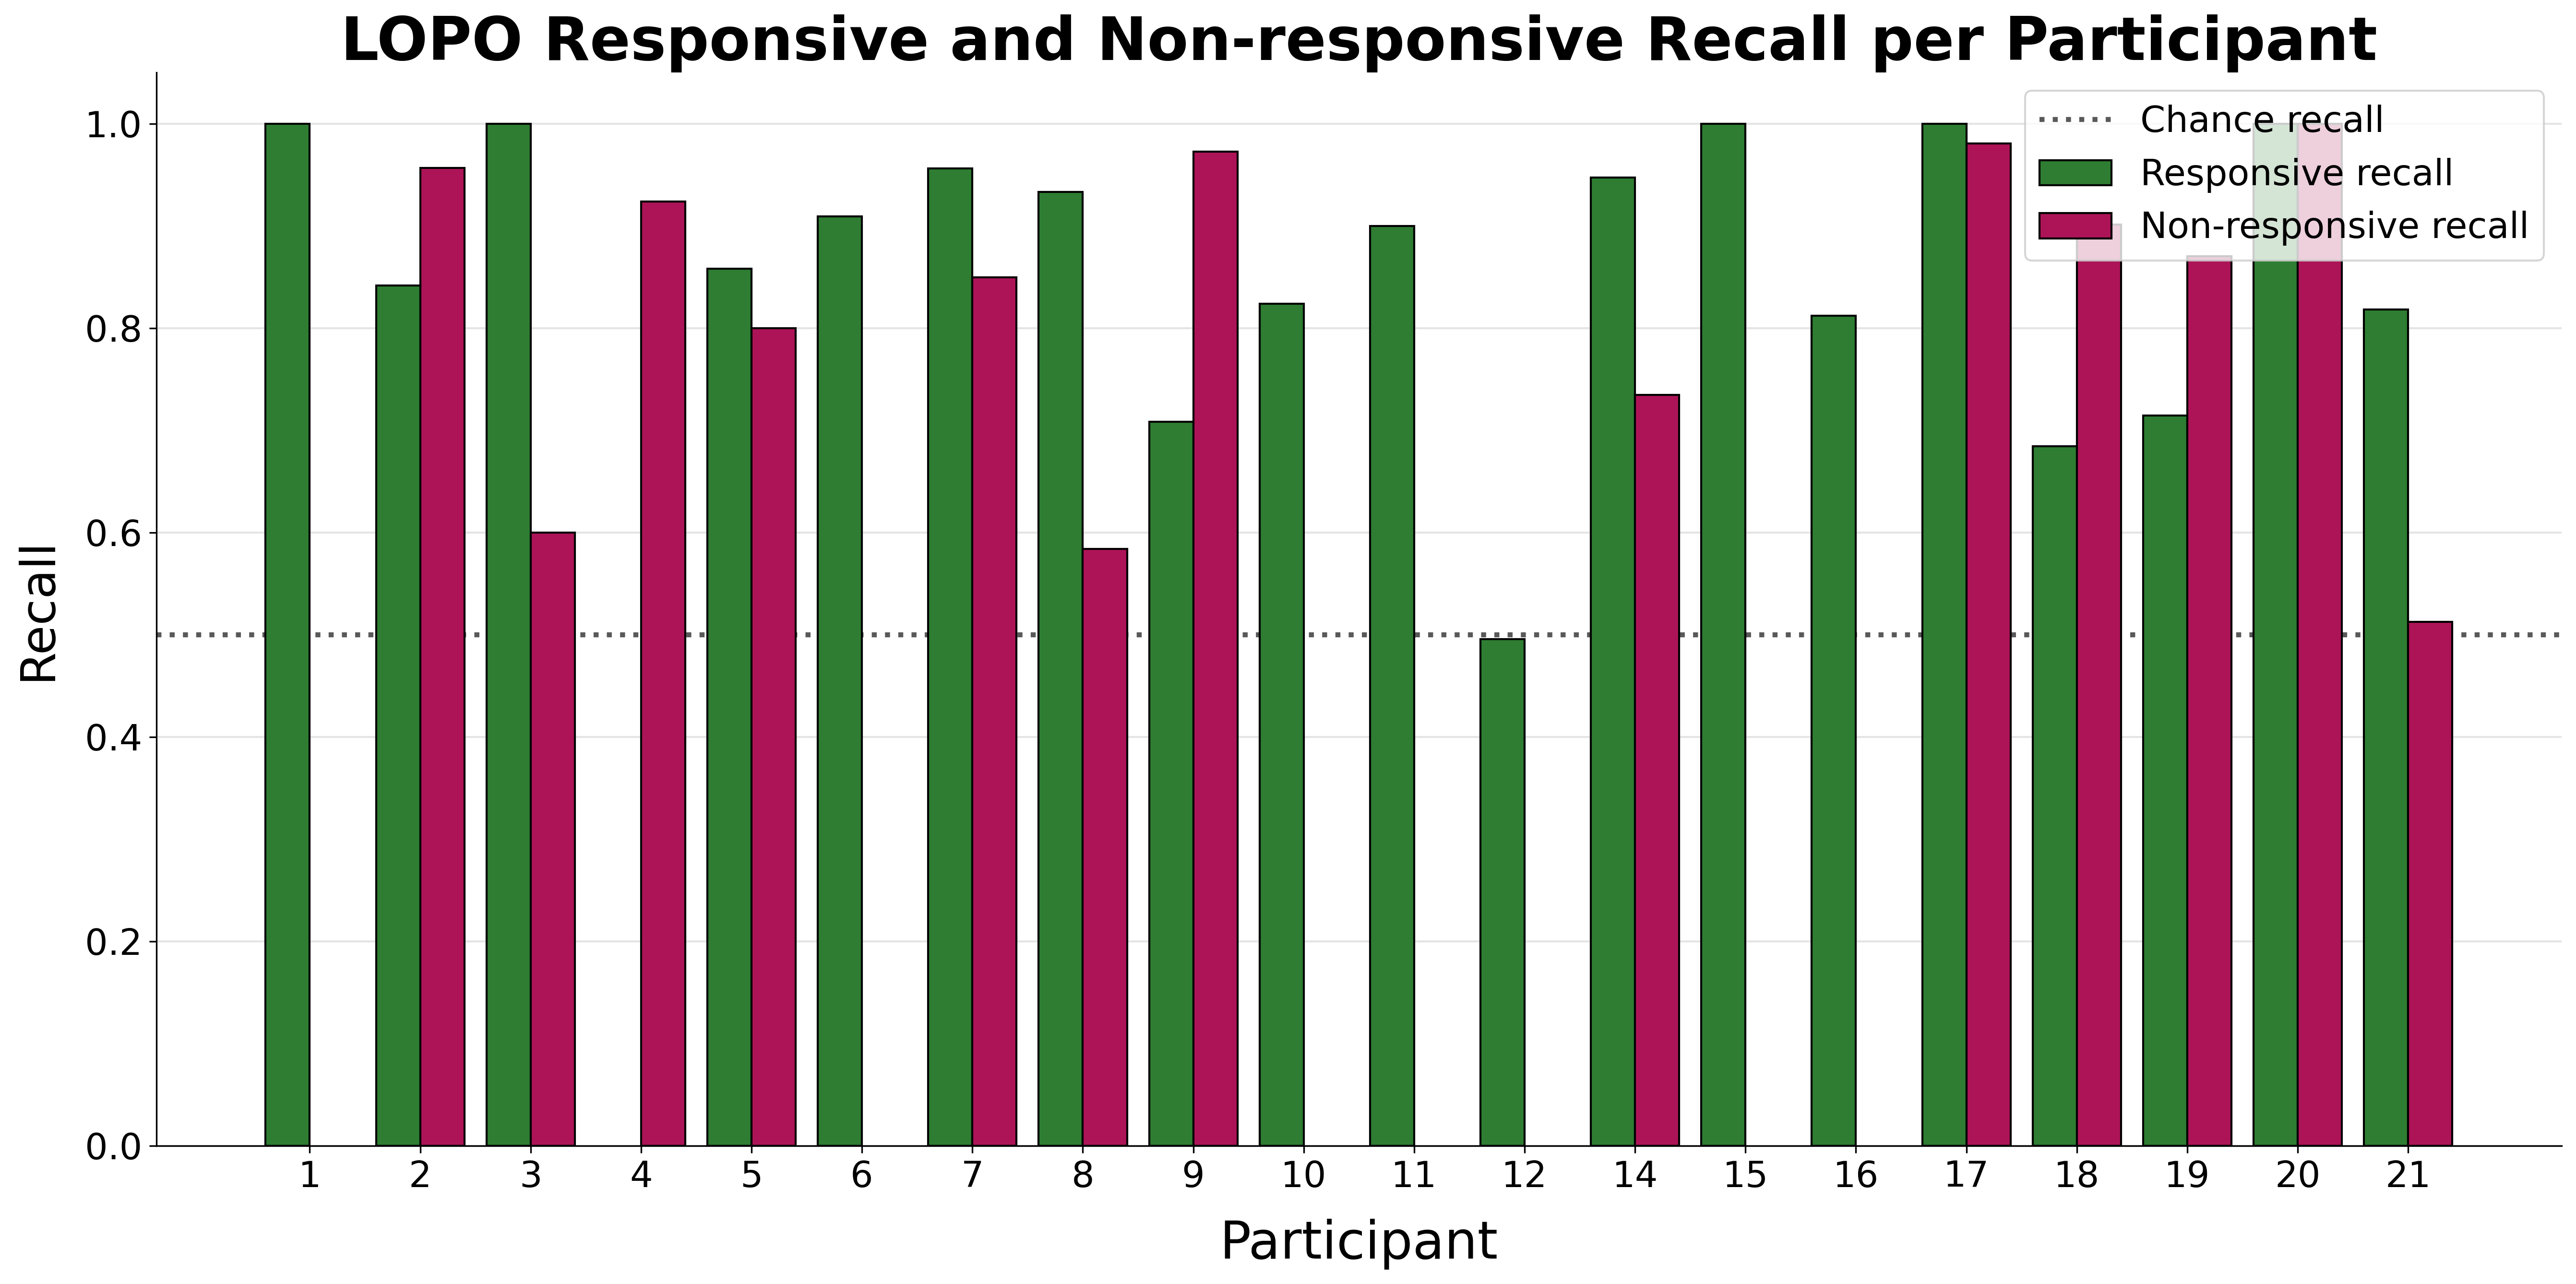 LOPO Responsive and Non-responsive Recall per Participant
Chance recall
Responsive recall
Non-responsive recall
Recall
1.0
0.8
0.6
0.4
0.2
0.0
1 2 3 4 5 6 7 8 9 10 11 12 14 15 16 17 18 19 20 21
Participant